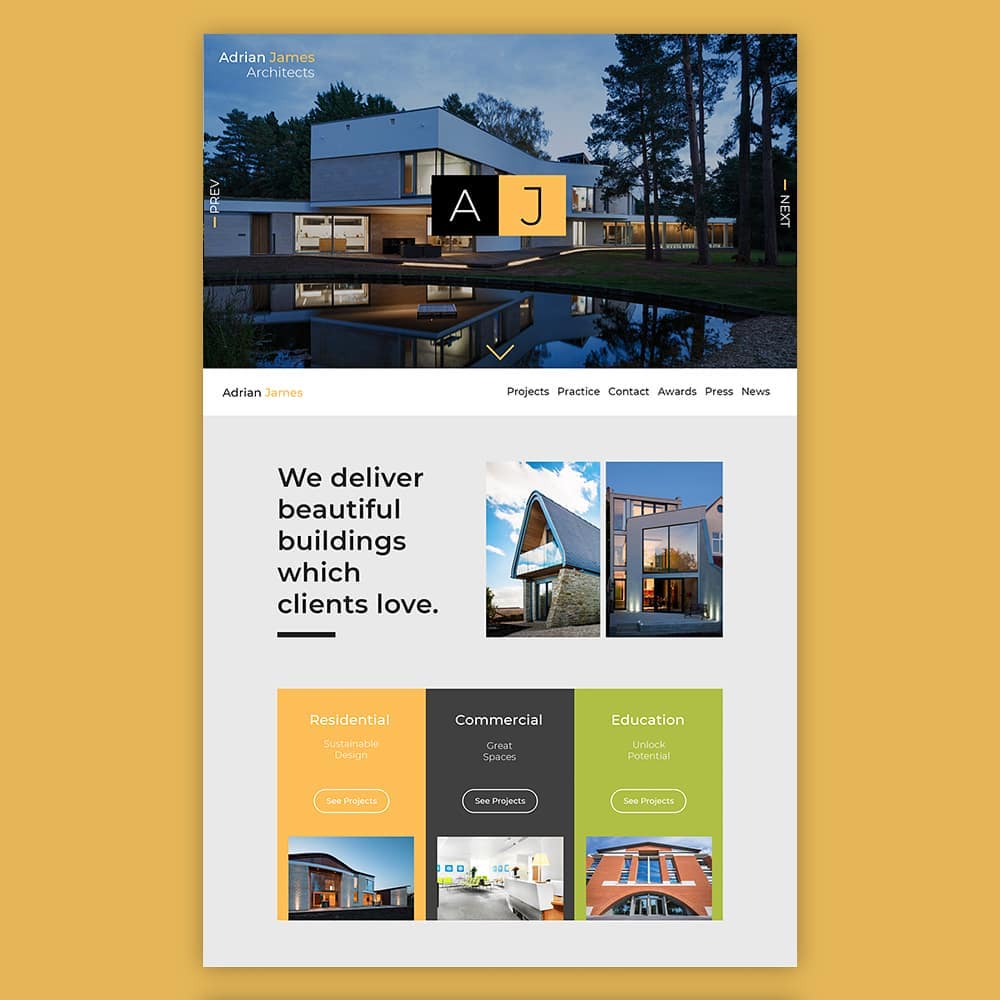 Adrian James
Architects
PREV
A J
NEXT
Adrian James
Projects Practice Contact Awards Press News
We deliver
beautiful
buildings
which
clients love.
Residential
Sustainable
Design
See Projects
Commercial
Great
Spaces
See Projects
Education
Unlock
Potential
See Projects